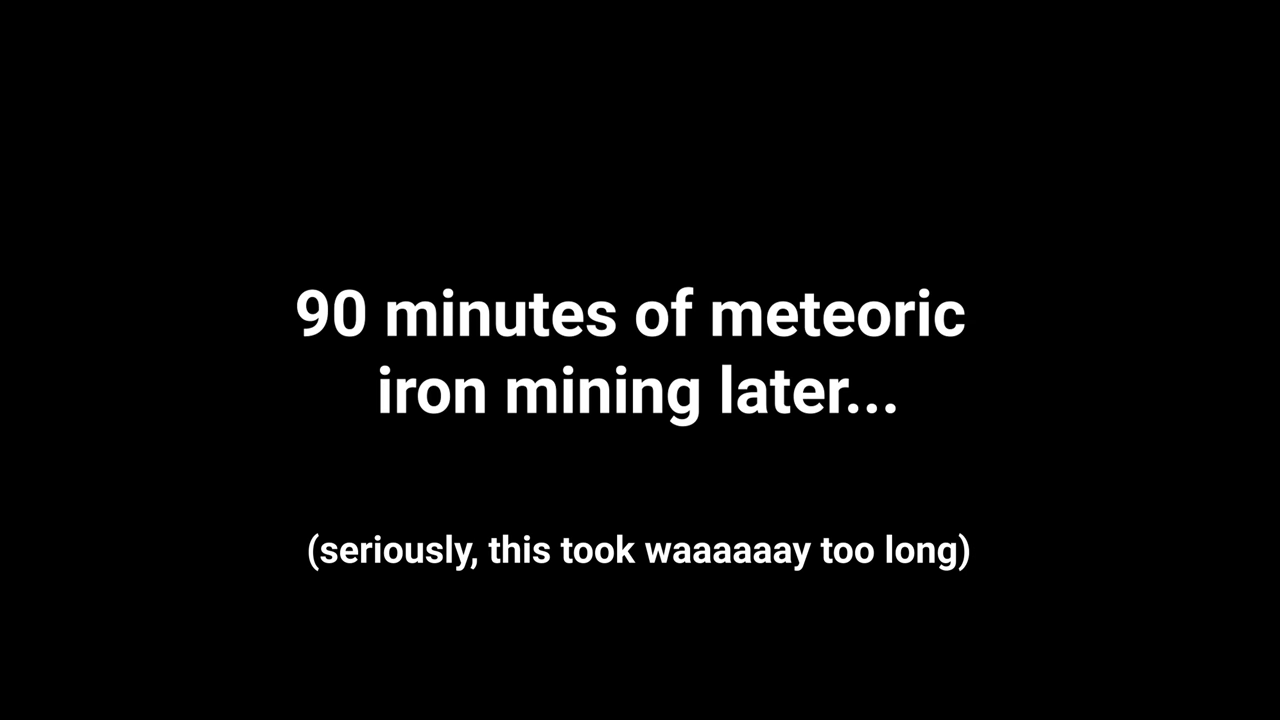 90 minutes of meteoric
iron mining later...
(seriously, this took waaaaaay too long)